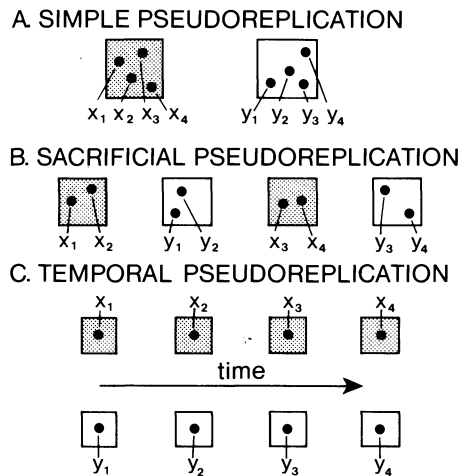 A. SIMPLE PSEUDOREPLICATION
x₁ x₂ x₃ x₄ y₁ y₂ y₃ y₄
B. SACRIFICIAL PSEUDOREPLICATION
x₁ x₂ y₁ y₂ x₃ x₄ y₃ y₄
C. TEMPORAL PSEUDOREPLICATION
x₁ x₂ x₃ x₄
time
y₁ y₂ y₃ y₄